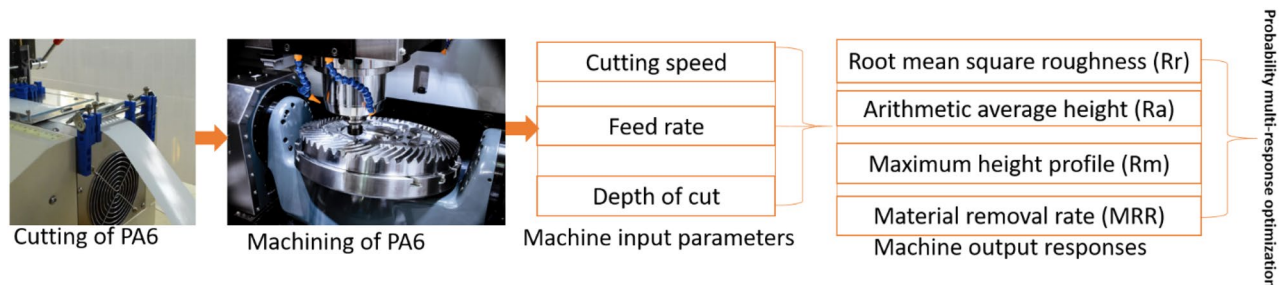 Cutting of PA6
Machining of PA6
Cutting speed
Feed rate
Depth of cut
Machine input parameters
Root mean square roughness (Rr)
Arithmetic average height (Ra)
Maximum height profile (Rm)
Material removal rate (MRR)
Machine output responses
Probability multi-response optimization